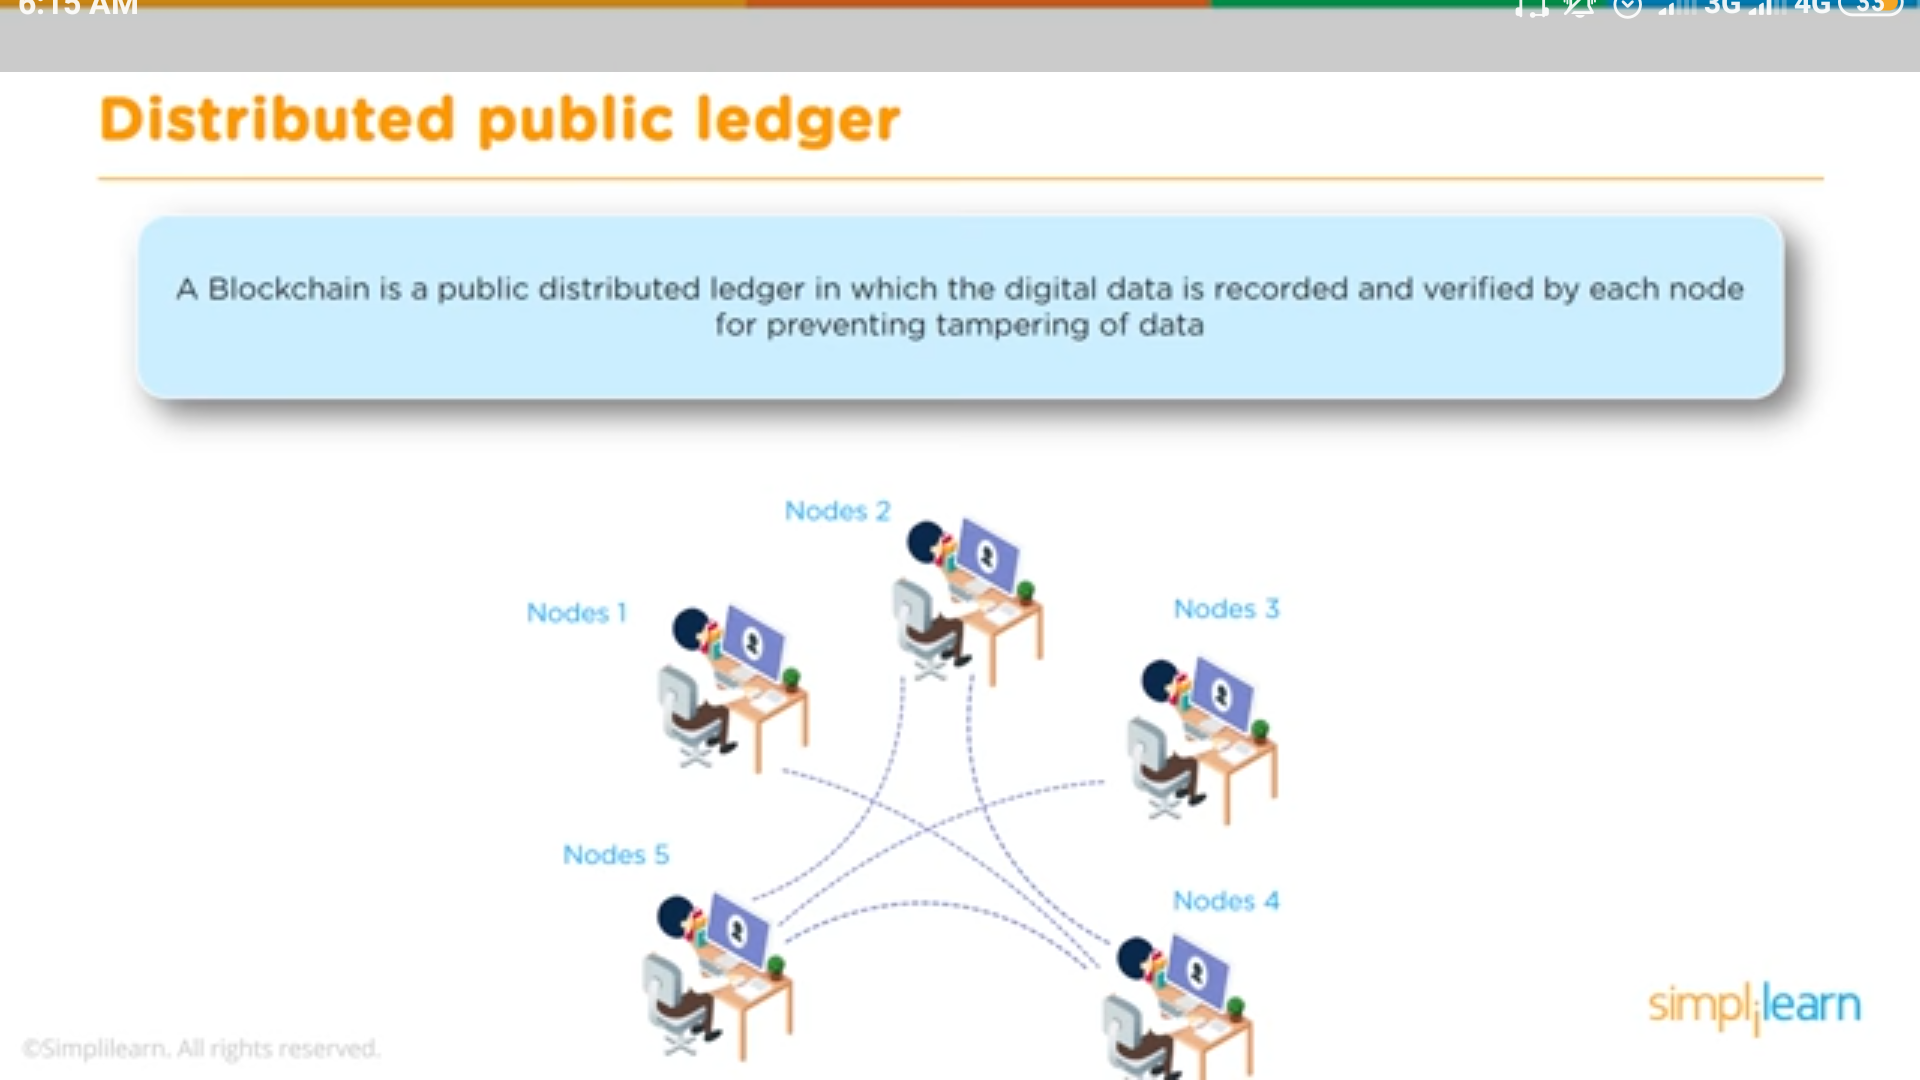 6:15 AM
3G 4G 33
Distributed public ledger
A Blockchain is a public distributed ledger in which the digital data is recorded and verified by each node
for preventing tampering of data
Nodes 2
Nodes 1
Nodes 3
Nodes 5
Nodes 4
simplilearn
©Simplilearn. All rights reserved.